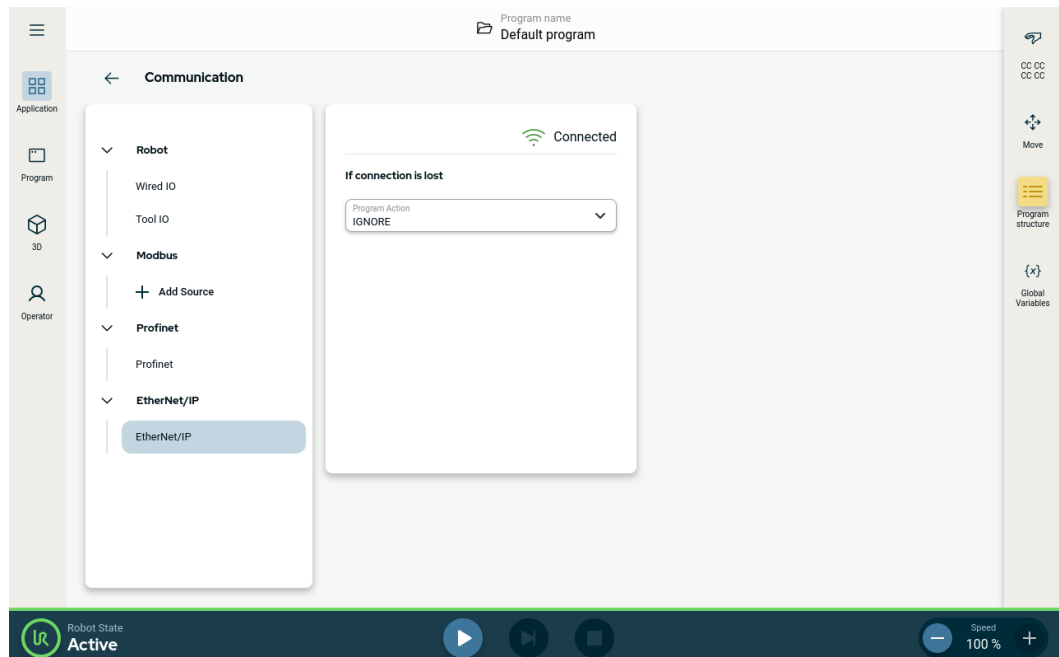 Program name
Default program
Application
Program
3D
Operator
Communication
Robot
Wired IO
Tool IO
Modbus
Add Source
Profinet
Profinet
EtherNet/IP
EtherNet/IP
Connected
If connection is lost
Program Action
IGNORE
CC CC
CC CC
Move
Program
structure
{x}
Global
Variables
UR
Robot State
Active
Speed
100 %